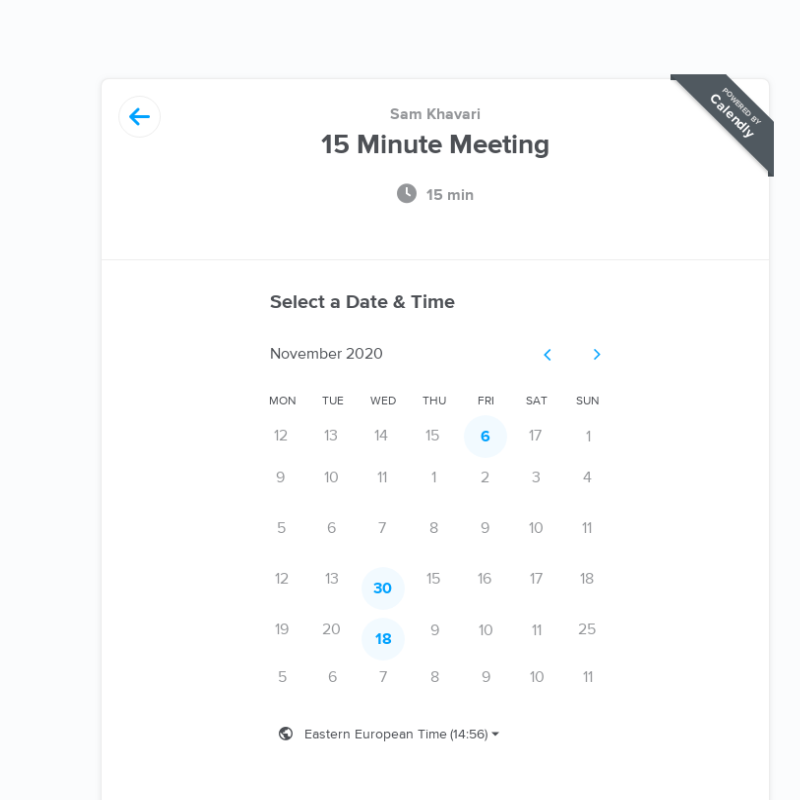 POWERED BY
Calendly
Sam Khavari
15 Minute Meeting
15 min
Select a Date & Time
November 2020
MON TUE WED THU FRI SAT SUN
12 13 14 15 6 17 1
9 10 11 1 2 3 4
5 6 7 8 9 10 11
12 13 30 15 16 17 18
19 20 18 9 10 11 25
5 6 7 8 9 10 11
Eastern European Time (14:56)